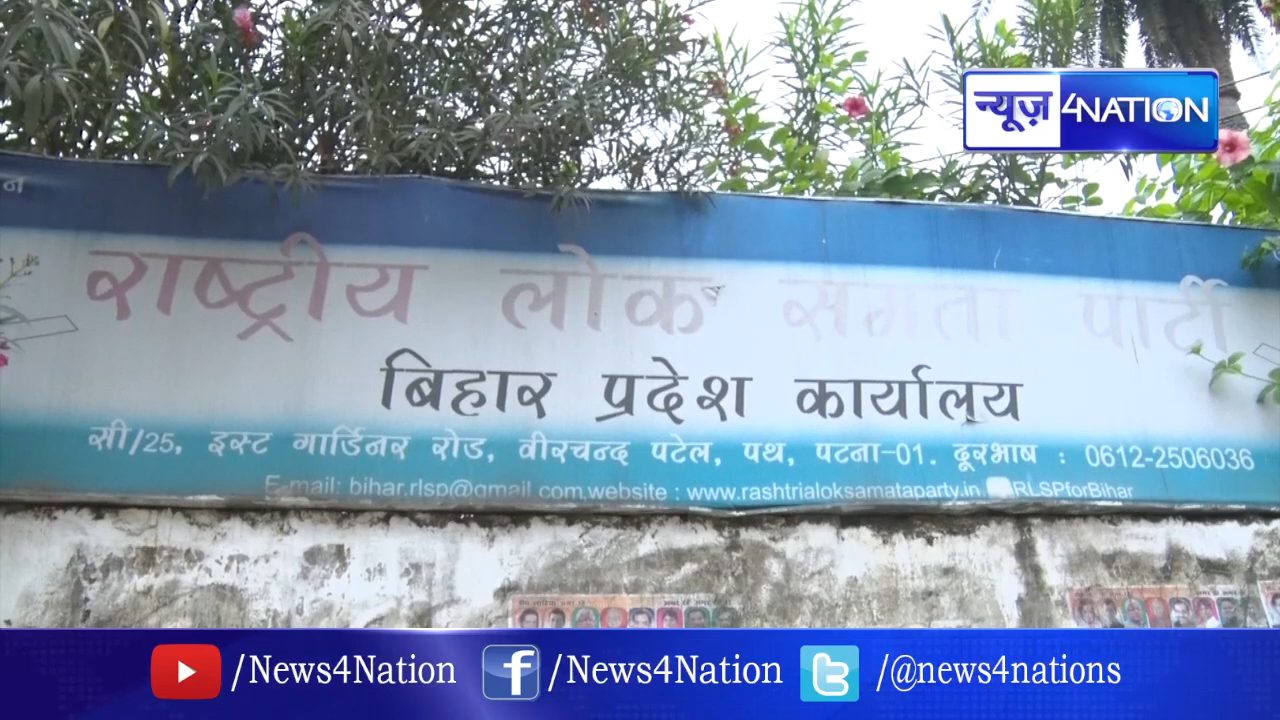 न्यूज़ 4NATION
न
राष्ट्रीय लोक समता पार्टी
बिहार प्रदेश कार्यालय
सी/25, इस्ट गार्डिनर रोड, वीरचन्द पटेल, पथ, पटना-01. दूरभाष : 0612-2506036
E-mail: bihar.rlsp@gmail.com,website : www.rashtrialoksamataparty.in. RLSPforBihar
/News4Nation /News4Nation /@news4nations